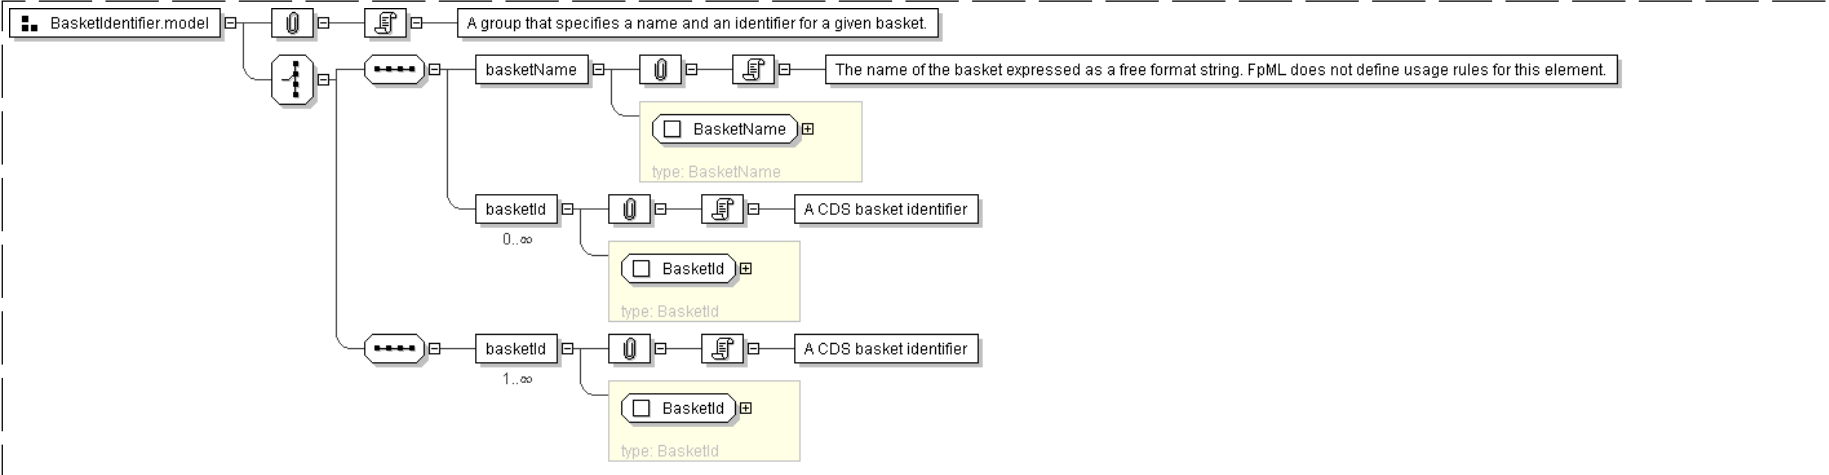 BasketIdentifier.model
A group that specifies a name and an identifier for a given basket.
basketName
The name of the basket expressed as a free format string. FpML does not define usage rules for this element.
BasketName
type: BasketName
basketId
A CDS basket identifier
0..∞
BasketId
type: BasketId
basketId
A CDS basket identifier
1..∞
BasketId
type: BasketId